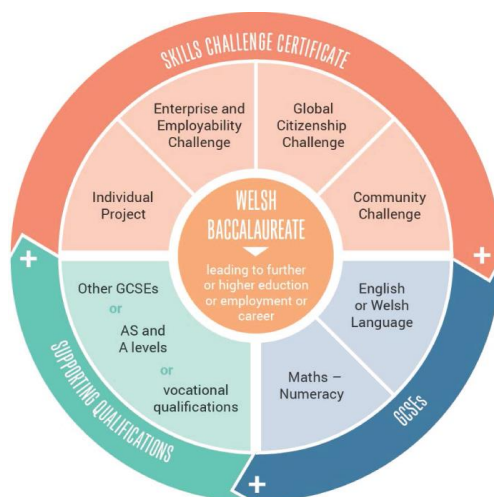 SKILLS CHALLENGE CERTIFICATE
Enterprise and
Employability
Challenge
Global
Citizenship
Challenge
Individual
Project
Community
Challenge
WELSH
BACCALAUREATE
leading to further
or higher eduction
or employment or
career
+
+
Other GCSEs
or
AS and
A levels
or
vocational
qualifications
English
or Welsh
Language
Maths –
Numeracy
SUPPORTING QUALIFICATIONS
GCSEs
+